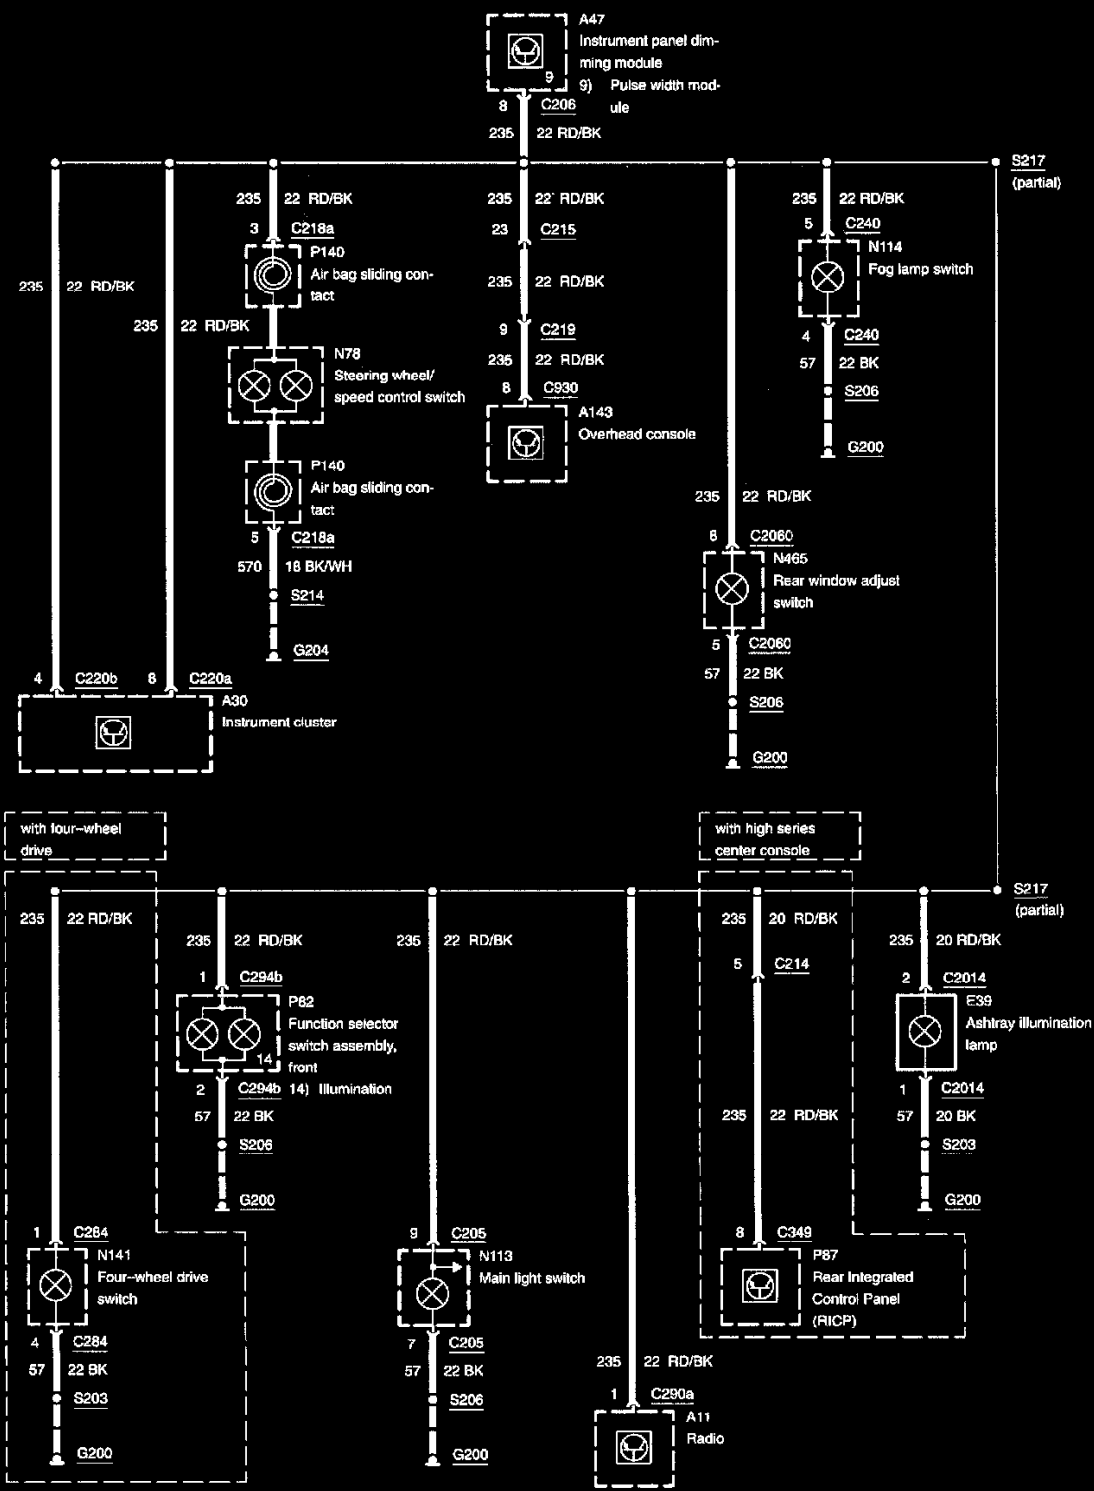 A47
Instrument panel dim-
ming module
9) Pulse width mod-
ule
9
8 C206
235 22 RD/BK
S217
(partial)
235 22 RD/BK
3 C218a
P140
Air bag sliding con-
tact
235 22 RD/BK
23 C215
235 22 RD/BK
9 C219
235 22 RD/BK
8 C930
A143
Overhead console
235 22 RD/BK
5 C240
N114
Fog lamp switch
4 C240
57 22 BK
S206
G200
235 22 RD/BK
235 22 RD/BK
N78
Steering wheel/
speed control switch
P140
Air bag sliding con-
tact
5 C218a
570 18 BK/WH
S214
G204
235 22 RD/BK
6 C2060
N465
Rear window adjust
switch
5 C2060
57 22 BK
S206
G200
4 C220b
6 C220a
A30
Instrument cluster
with four-wheel
drive
with high series
center console
S217
(partial)
235 22 RD/BK
235 22 RD/BK
1 C294b
P82
Function selector
switch assembly,
front
14) Illumination
14
2 C294b
57 22 BK
S206
G200
235 22 RD/BK
235 20 RD/BK
5 C214
235 22 RD/BK
8 C349
P87
Rear Integrated
Control Panel
(RICP)
235 20 RD/BK
2 C2014
E39
Ashtray illumination
lamp
1 C2014
57 20 BK
S203
G200
1 C284
N141
Four-wheel drive
switch
4 C284
57 22 BK
S203
G200
9 C205
N113
Main light switch
7 C205
57 22 BK
S206
G200
235 22 RD/BK
1 C290a
A11
Radio